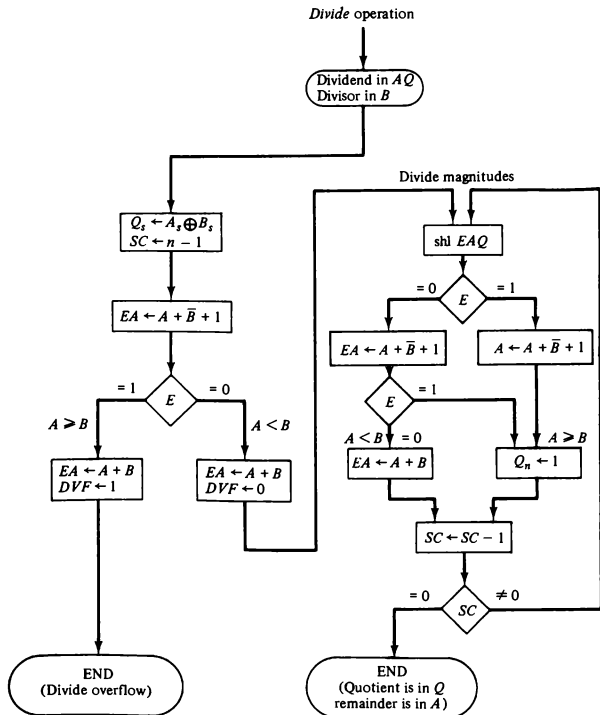 Divide operation
Dividend in AQ
Divisor in B
Divide magnitudes
Qs ← As ⊕ Bs
SC ← n − 1
shl EAQ
= 0
E
= 1
EA ← A + B̅ + 1
EA ← A + B̅ + 1
A ← A + B̅ + 1
= 1
E
= 0
E
= 1
A ⩾ B
A < B
A < B
= 0
A ⩾ B
EA ← A + B
DVF ← 1
EA ← A + B
DVF ← 0
EA ← A + B
Qn ← 1
SC ← SC − 1
= 0
SC
≠ 0
END
(Divide overflow)
END
(Quotient is in Q
remainder is in A)